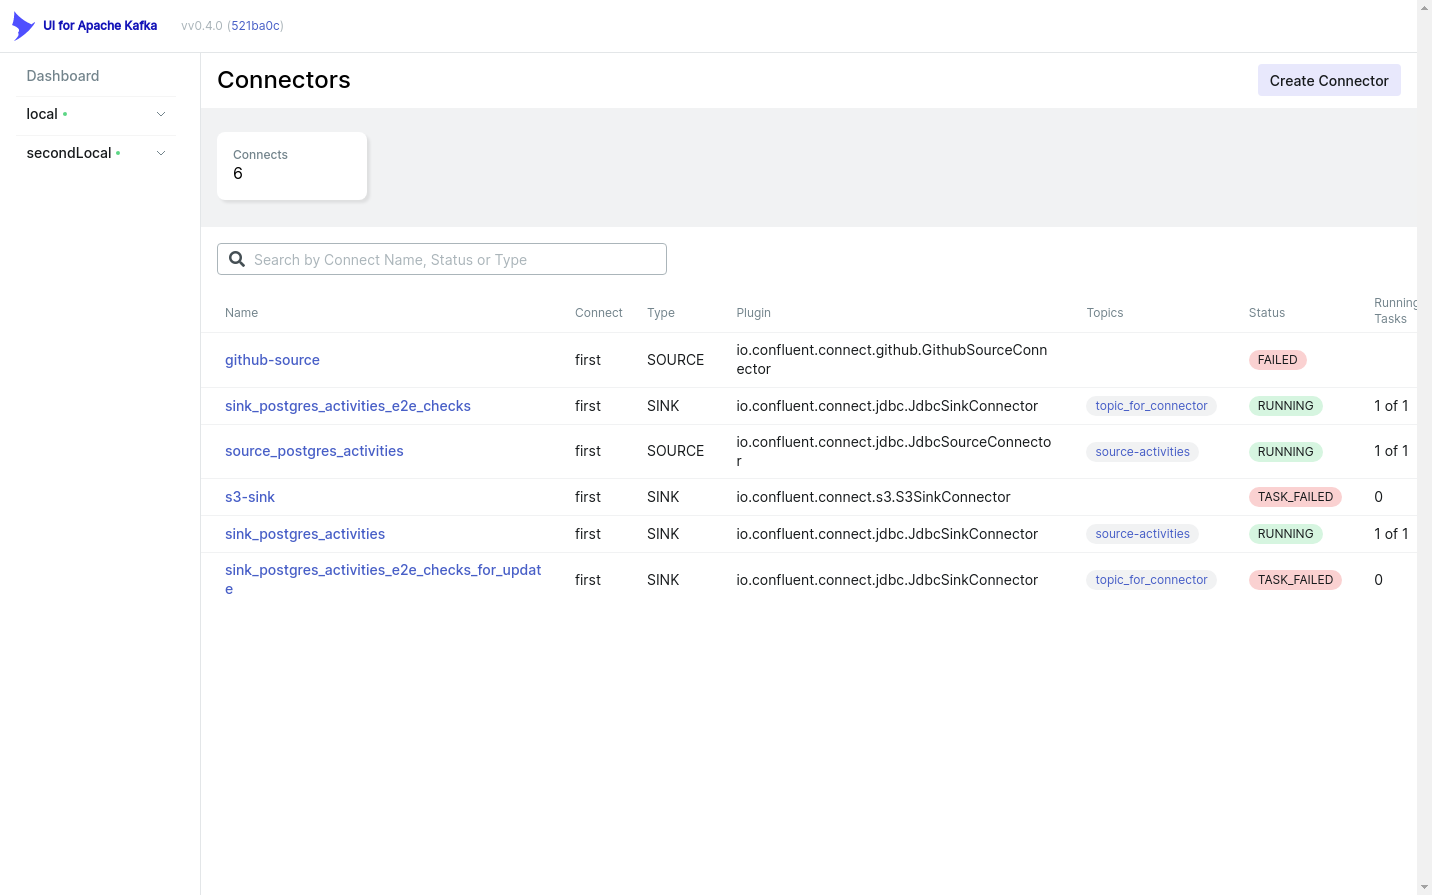 UI for Apache Kafka vv0.4.0 (521ba0c)
Dashboard
local
secondLocal
Connectors
Create Connector
Connects
6
Search by Connect Name, Status or Type
Name Connect Type Plugin Topics Status Running
Tasks
github-source first SOURCE io.confluent.connect.github.GithubSourceConn
ector FAILED
sink_postgres_activities_e2e_checks first SINK io.confluent.connect.jdbc.JdbcSinkConnector topic_for_connector RUNNING 1 of 1
source_postgres_activities first SOURCE io.confluent.connect.jdbc.JdbcSourceConnecto
r source-activities RUNNING 1 of 1
s3-sink first SINK io.confluent.connect.s3.S3SinkConnector TASK_FAILED 0
sink_postgres_activities first SINK io.confluent.connect.jdbc.JdbcSinkConnector source-activities RUNNING 1 of 1
sink_postgres_activities_e2e_checks_for_updat
e first SINK io.confluent.connect.jdbc.JdbcSinkConnector topic_for_connector TASK_FAILED 0